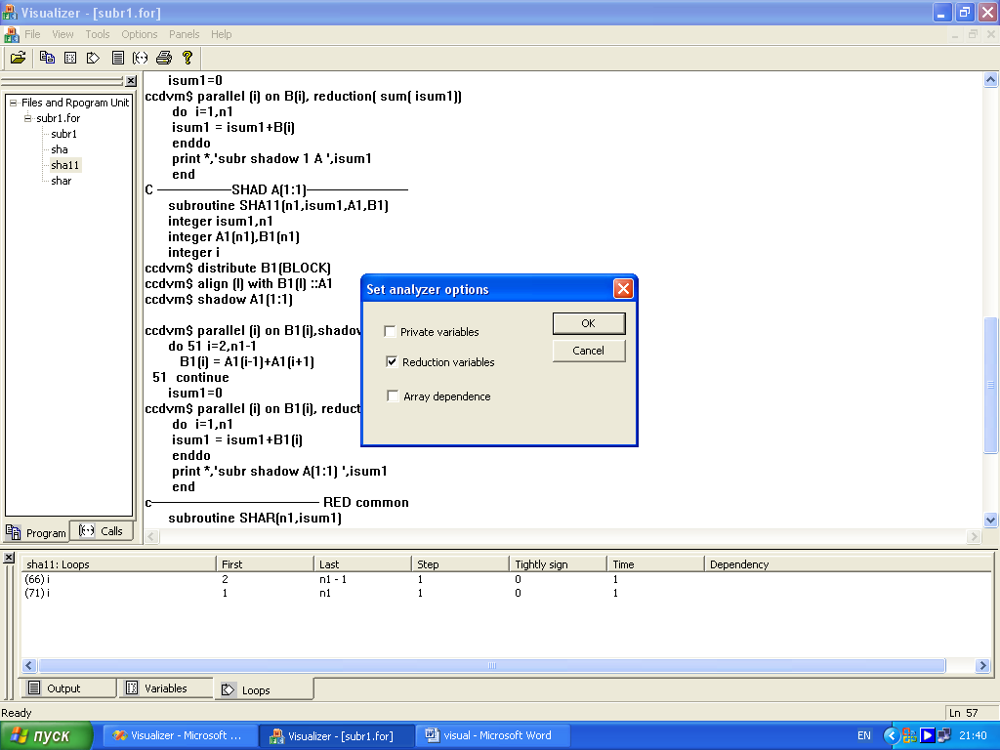 Visualizer - [subr1.for]
File View Tools Options Panels Help
Files and Rpogram Unit
subr1.for
subr1
sha
sha11
shar
Program
Calls
isum1=0
ccdvm$ parallel (i) on B(i), reduction( sum( isum1))
do i=1,n1
isum1 = isum1+B(i)
enddo
print *,'subr shadow 1 A ',isum1
end
C ----------SHAD A(1:1)--------------
subroutine SHA11(n1,isum1,A1,B1)
integer isum1,n1
integer A1(n1),B1(n1)
integer i
ccdvm$ distribute B1(BLOCK)
ccdvm$ align (I) with B1(I) ::A1
ccdvm$ shadow A1(1:1)
ccdvm$ parallel (i) on B1(i),shadow
do 51 i=2,n1-1
B1(i) = A1(i-1)+A1(i+1)
51 continue
isum1=0
ccdvm$ parallel (i) on B1(i), reduct
do i=1,n1
isum1 = isum1+B1(i)
enddo
print *,'subr shadow A(1:1) ',isum1
end
c----------------------- RED common
subroutine SHAR(n1,isum1)
Set analyzer options
Private variables
Reduction variables
Array dependence
OK
Cancel
sha11: Loops First Last Step Tightly sign Time Dependency
(66) i 2 n1 - 1 1 0 1
(71) i 1 n1 1 0 1
Output Variables Loops
Ready Ln 57
пуск Visualizer - Microsoft ... Visualizer - [subr1.for] visual - Microsoft Word EN 21:40